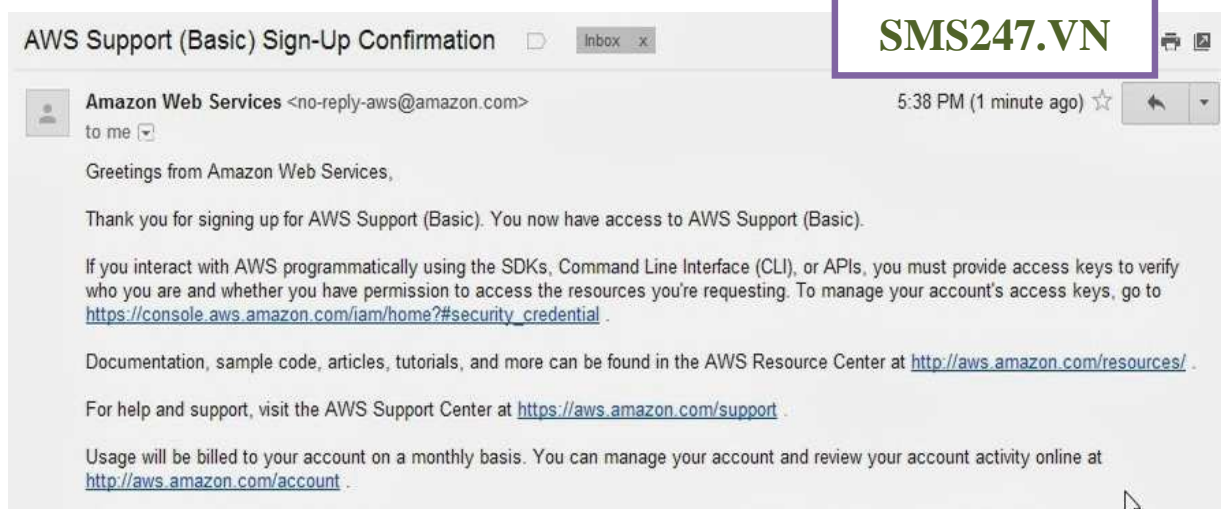 AWS Support (Basic) Sign-Up Confirmation Inbox x SMS247.VN
Amazon Web Services <no-reply-aws@amazon.com> 5:38 PM (1 minute ago)
to me
Greetings from Amazon Web Services,
Thank you for signing up for AWS Support (Basic). You now have access to AWS Support (Basic).
If you interact with AWS programmatically using the SDKs, Command Line Interface (CLI), or APIs, you must provide access keys to verify
who you are and whether you have permission to access the resources you're requesting. To manage your account's access keys, go to
https://console.aws.amazon.com/iam/home?#security_credential .
Documentation, sample code, articles, tutorials, and more can be found in the AWS Resource Center at http://aws.amazon.com/resources/ .
For help and support, visit the AWS Support Center at https://aws.amazon.com/support .
Usage will be billed to your account on a monthly basis. You can manage your account and review your account activity online at
http://aws.amazon.com/account .